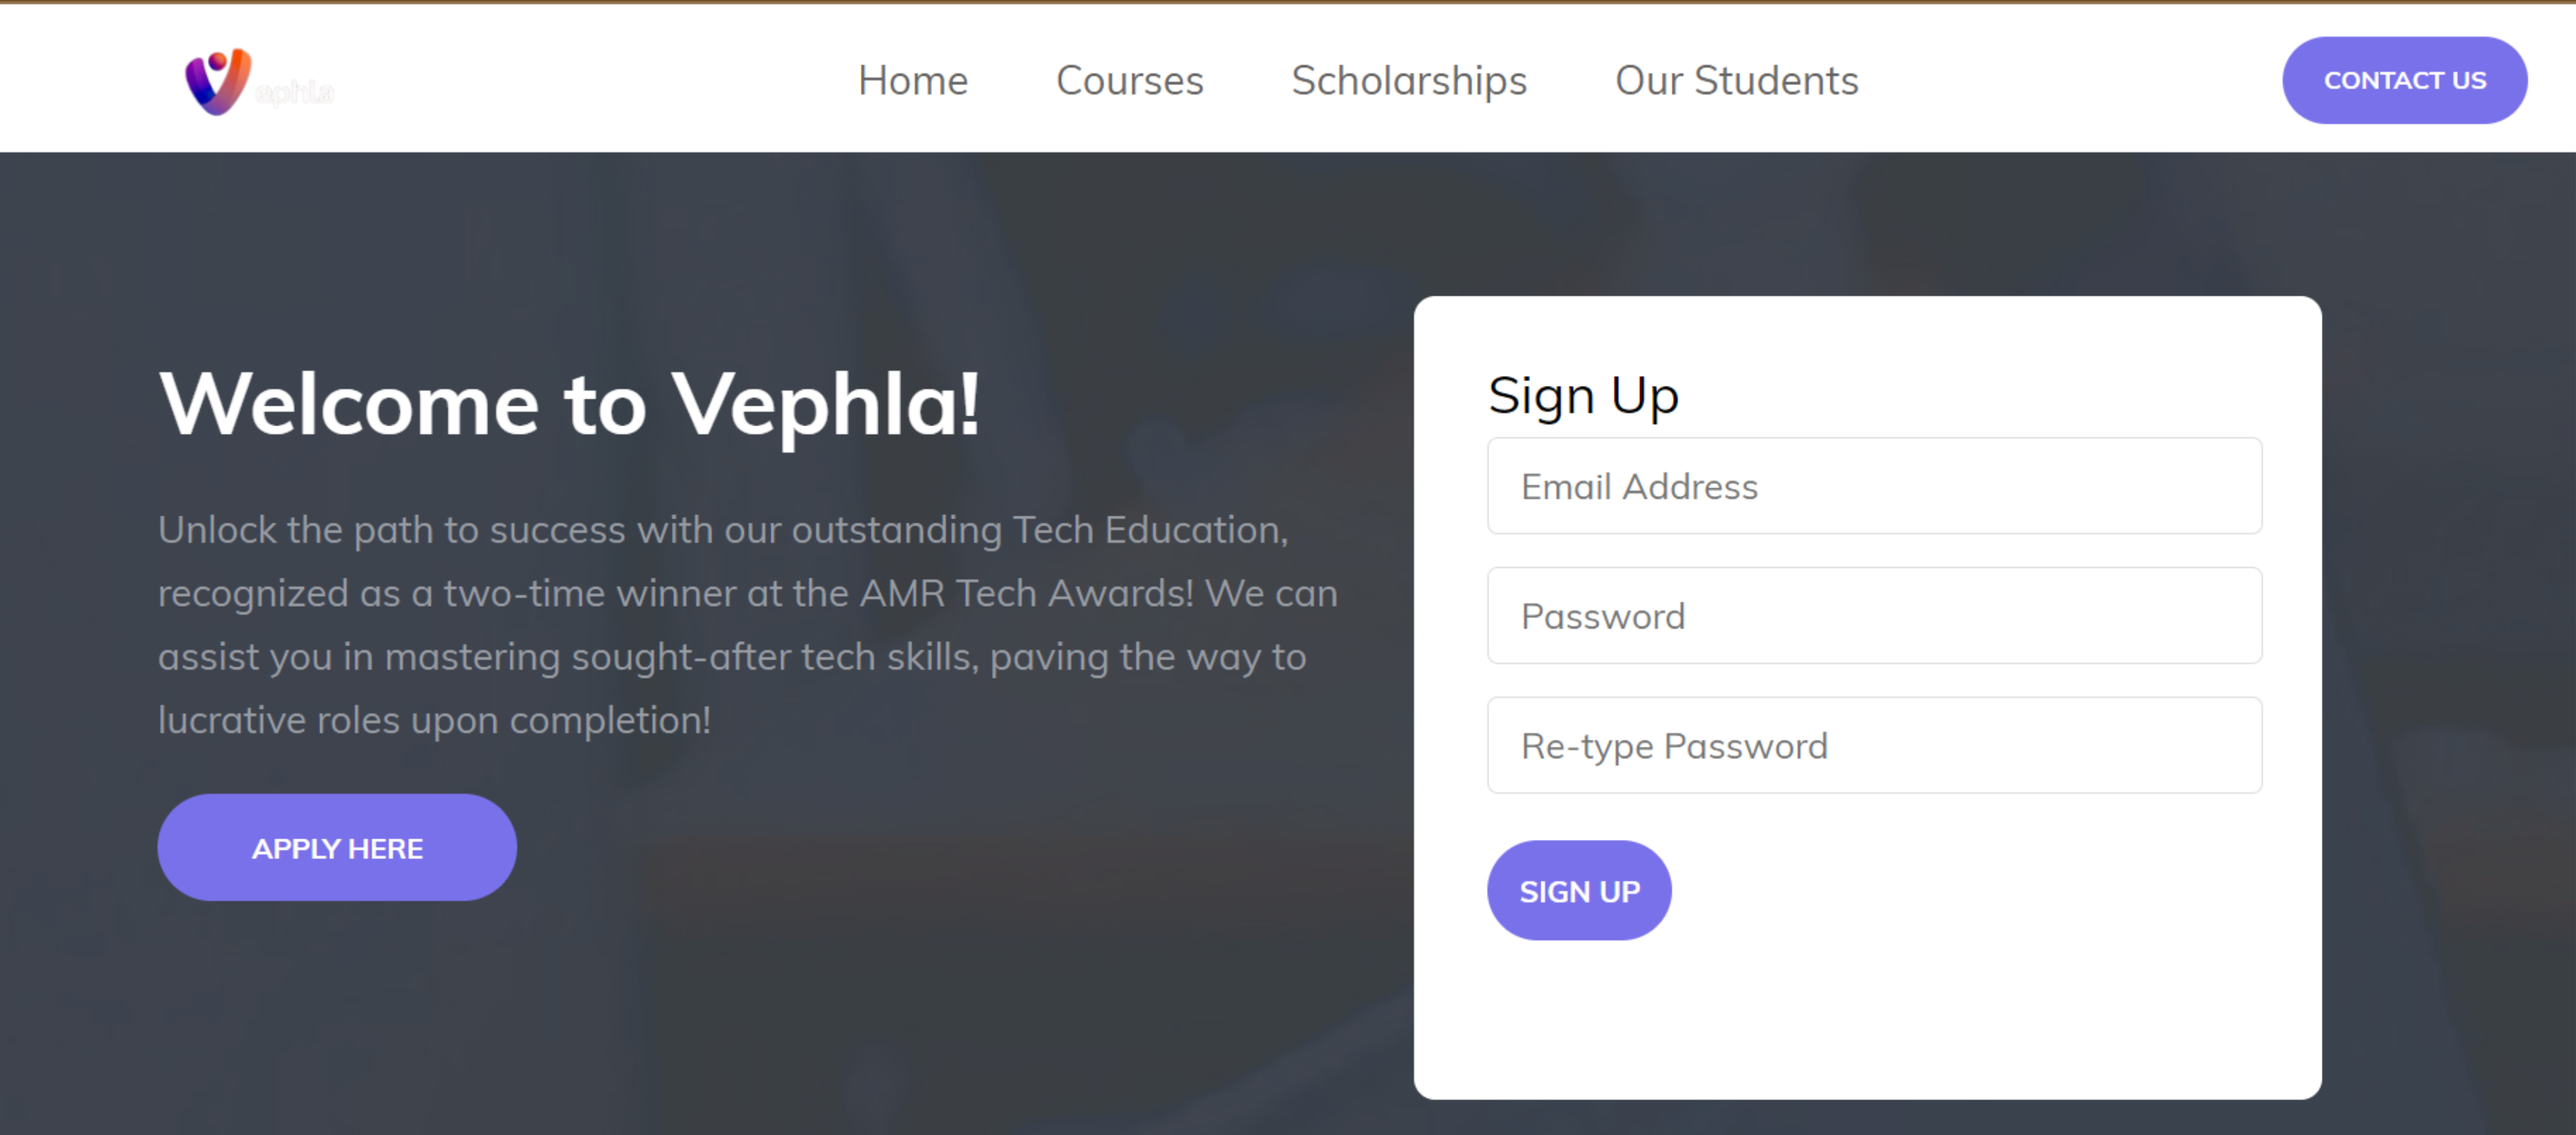 Vephla
Home Courses Scholarships Our Students CONTACT US
Welcome to Vephla!
Unlock the path to success with our outstanding Tech Education,
recognized as a two-time winner at the AMR Tech Awards! We can
assist you in mastering sought-after tech skills, paving the way to
lucrative roles upon completion!
APPLY HERE
Sign Up
Email Address
Password
Re-type Password
SIGN UP